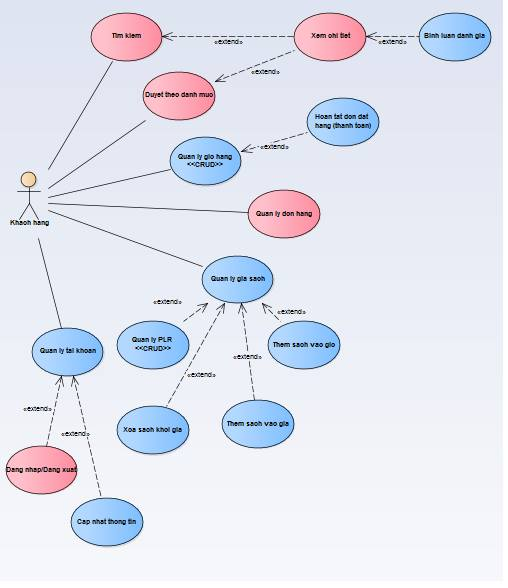 Tim kiem
«extend»
Xem chi tiet
«extend»
Binh luan danh gia
«extend»
Duyet theo danh muc
Hoan tat don dat
hang (thanh toan)
Quan ly gio hang
<<CRUD>>
«extend»
Khach hang
Quan ly don hang
Quan ly gia sach
«extend»
«extend»
Quan ly PLR
<<CRUD>>
Them sach vao gio
Quan ly tai khoan
«extend»
«extend»
«extend»
Xoa sach khoi gia
Them sach vao gia
«extend»
Dang nhap/Dang xuat
Cap nhat thong tin